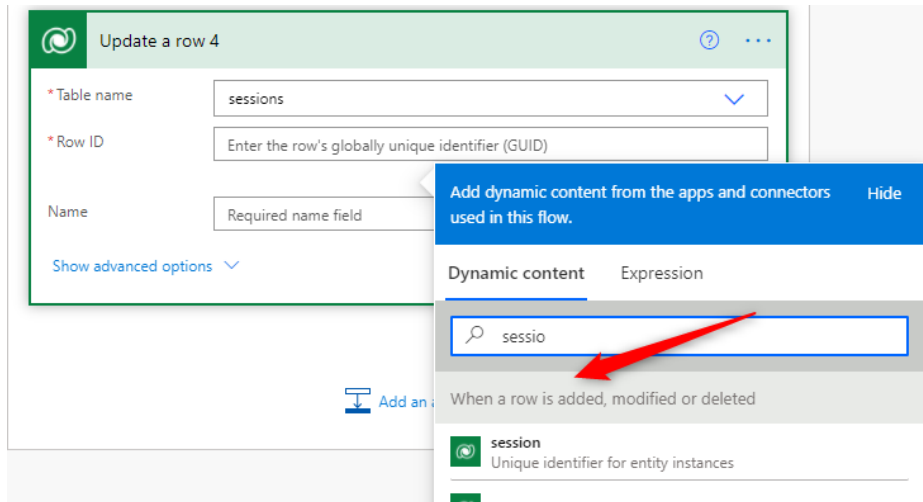 Update a row 4
* Table name
sessions
* Row ID
Enter the row's globally unique identifier (GUID)
Name
Required name field
Show advanced options
Add an
Add dynamic content from the apps and connectors
used in this flow.
Hide
Dynamic content
Expression
sessio
When a row is added, modified or deleted
session
Unique identifier for entity instances